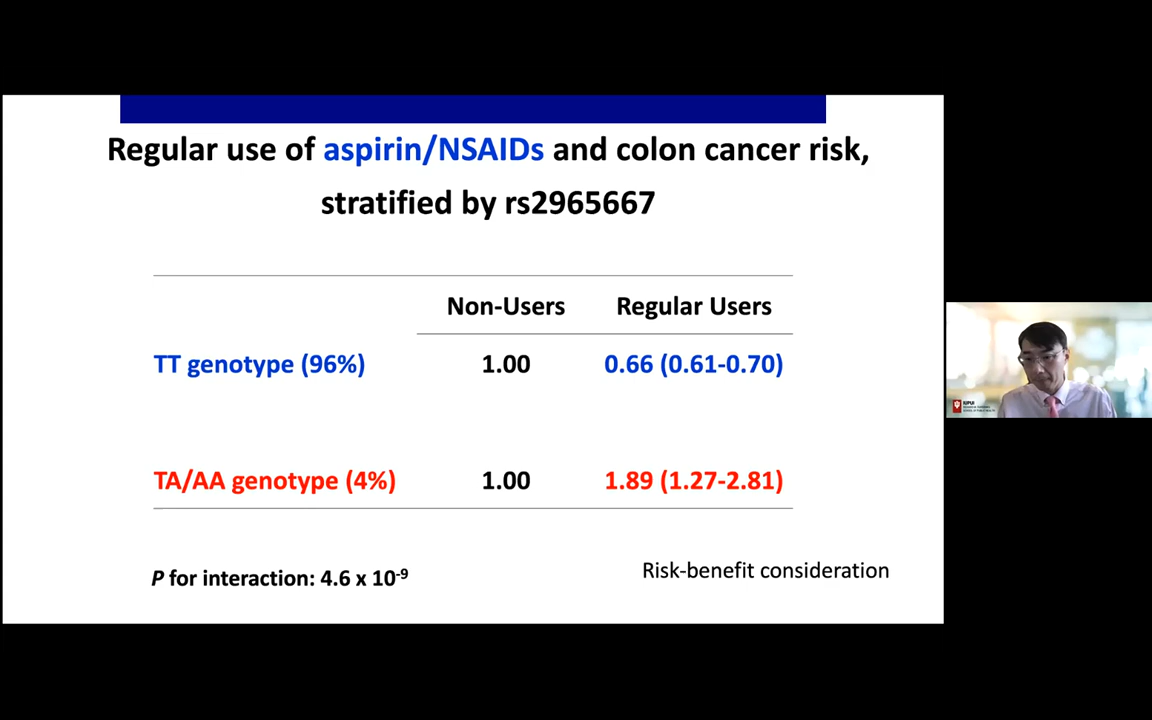 Regular use of aspirin/NSAIDs and colon cancer risk,
stratified by rs2965667
Non-Users Regular Users
TT genotype (96%) 1.00 0.66 (0.61-0.70)
TA/AA genotype (4%) 1.00 1.89 (1.27-2.81)
P for interaction: 4.6 x 10⁻⁹
Risk-benefit consideration
IUPUI